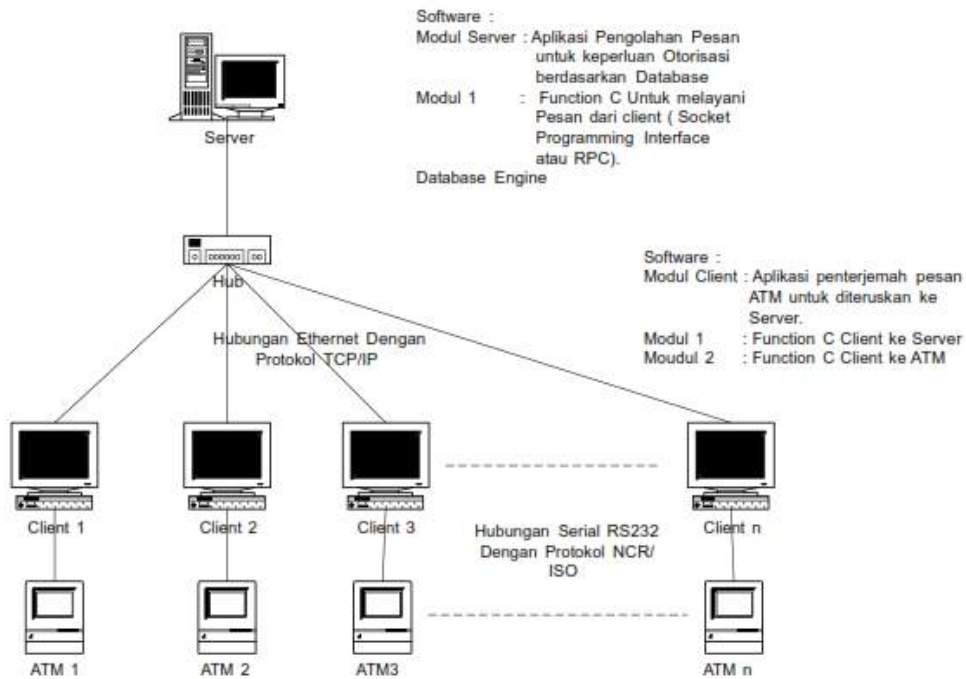 Software :
Modul Server : Aplikasi Pengolahan Pesan
untuk keperluan Otorisasi
berdasarkan Database
Modul 1 : Function C Untuk melayani
Pesan dari client ( Socket
Programming Interface
atau RPC).
Database Engine
Server
Hub
Software :
Modul Client : Aplikasi penterjemah pesan
ATM untuk diteruskan ke
Server.
Modul 1 : Function C Client ke Server
Moudul 2 : Function C Client ke ATM
Hubungan Ethernet Dengan
Protokol TCP/IP
Client 1
Client 2
Client 3
Client n
Hubungan Serial RS232
Dengan Protokol NCR/
ISO
ATM 1
ATM 2
ATM3
ATM n